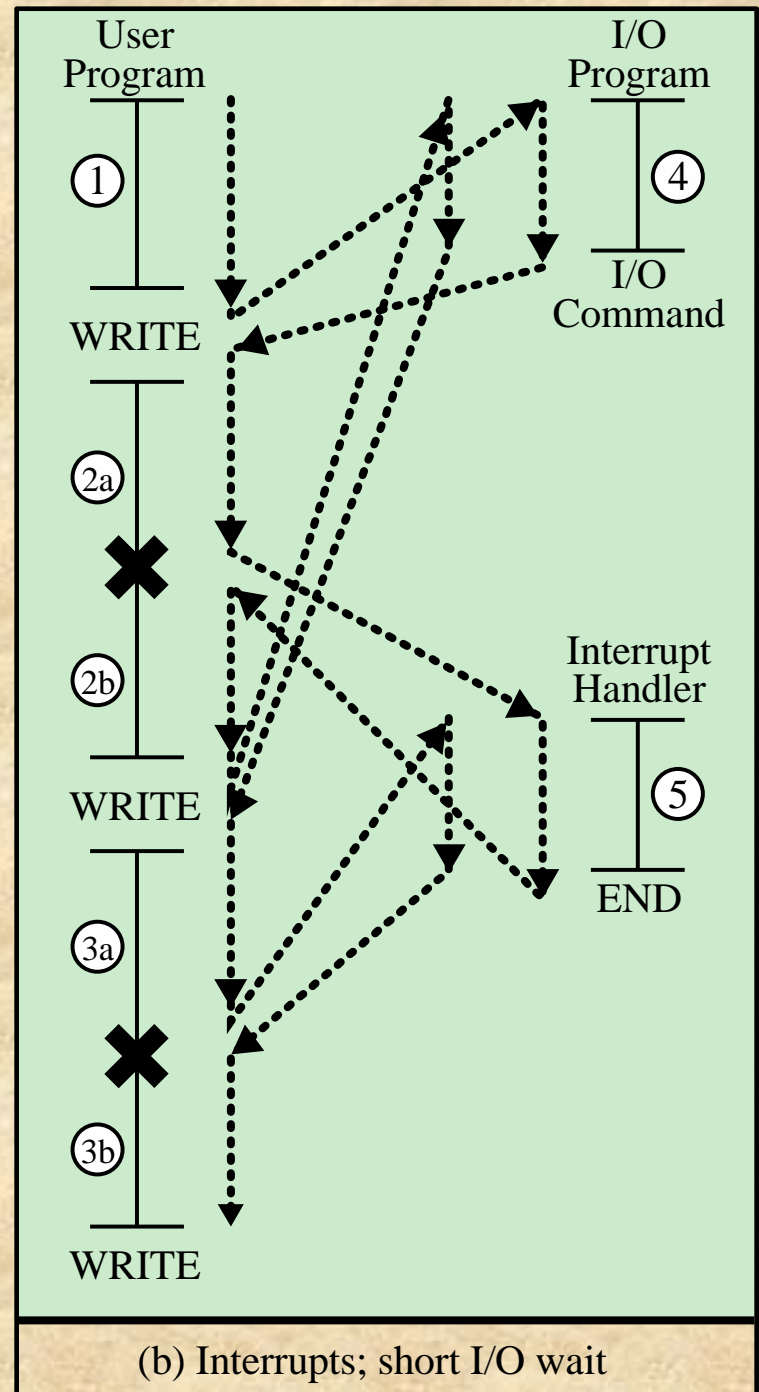 User
Program
1
WRITE
2a
2b
WRITE
3a
3b
WRITE
I/O
Program
4
I/O
Command
Interrupt
Handler
5
END
(b) Interrupts; short I/O wait